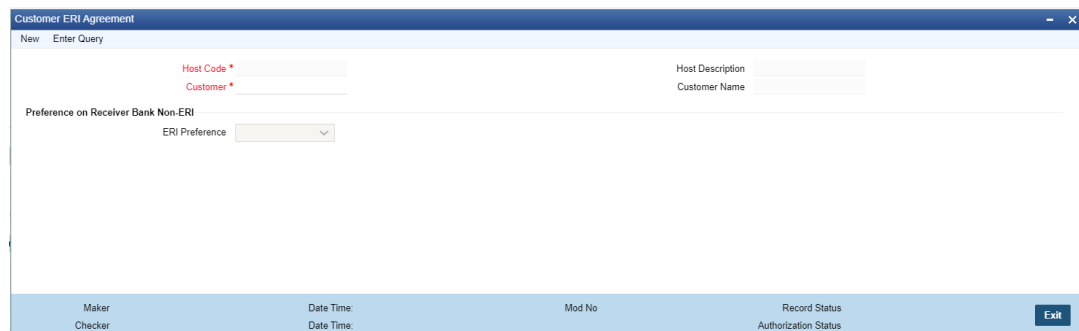 Customer ERI Agreement
New Enter Query
Host Code * Host Description
Customer * Customer Name
Preference on Receiver Bank Non-ERI
ERI Preference
Maker Date Time: Mod No Record Status
Checker Date Time: Authorization Status
Exit